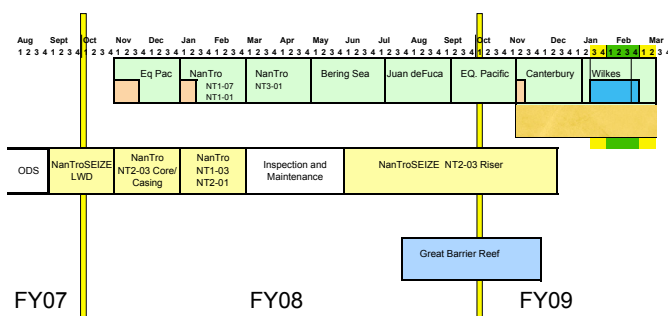 Aug Sept Oct Nov Dec Jan Feb Mar Apr May Jun Jul Aug Sept Oct Nov Dec Jan Feb Mar
1 2 3 4 1 2 3 4 1 2 3 4 1 2 3 4 1 2 3 4 1 2 3 4 1 2 3 4 1 2 3 4 1 2 3 4 1 2 3 4 1 2 3 4 1 2 3 4 1 2 3 4 1 2 3 4 1 2 3 4 1 2 3 4 1 2 3 4 1 2 3 4 1 2 3 4 1 2 3 4
Eq Pac
NanTro
NT1-07
NT1-01
NanTro
NT3-01
Bering Sea
Juan deFuca
EQ. Pacific
Canterbury
Wilkes
ODS
NanTroSEIZE
LWD
NanTro
NT2-03 Core/
Casing
NanTro
NT1-03
NT2-01
Inspection and
Maintenance
NanTroSEIZE NT2-03 Riser
Great Barrier Reef
FY07
FY08
FY09